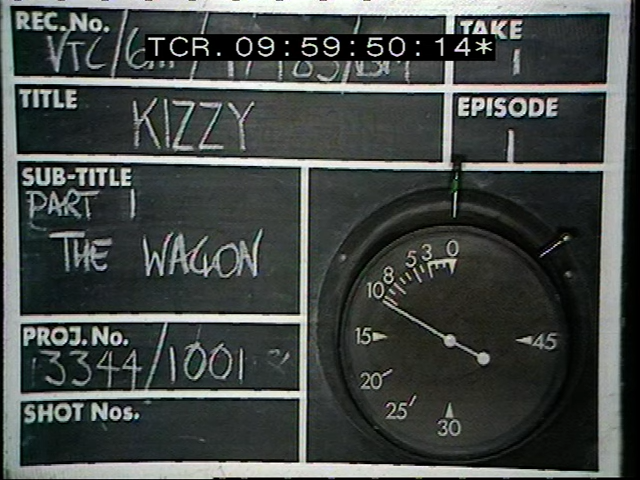 REC. No.
TCR. 09:59:50:14*
TAKE
1
TITLE
KIZZY
EPISODE
1
SUB-TITLE
PART 1
THE WAGON
PROJ. No.
3344/1001
SHOT Nos.
0
3
5
8
10
15
20
25
30
45